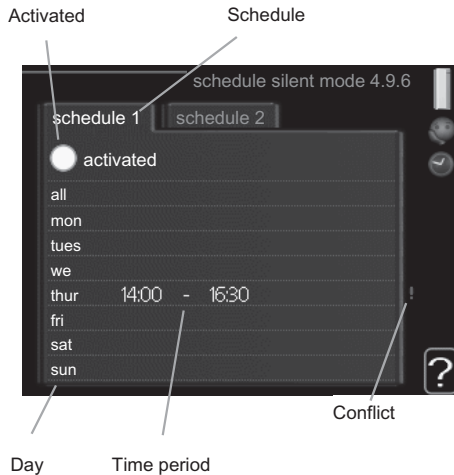 Activated Schedule
schedule silent mode 4.9.6
schedule 1 schedule 2
activated
all
mon
tues
we
thur 14:00 - 16:30 !
fri
sat
sun
?
Conflict
Day Time period